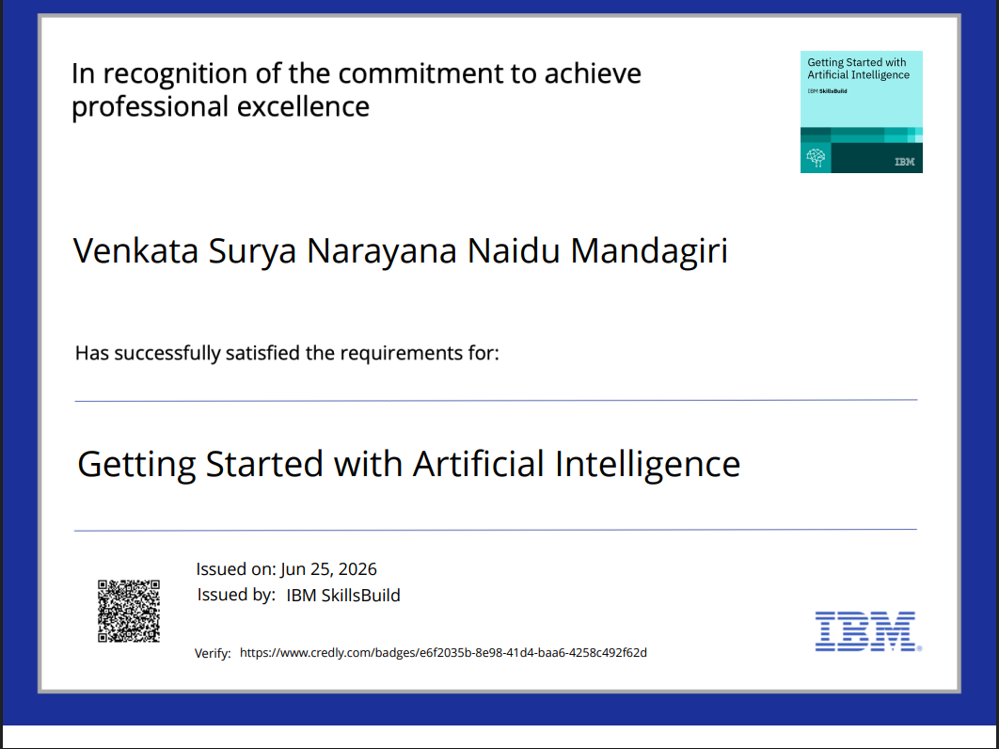 In recognition of the commitment to achieve
professional excellence
Getting Started with
Artificial Intelligence
IBM SkillsBuild
IBM
Venkata Surya Narayana Naidu Mandagiri
Has successfully satisfied the requirements for:
Getting Started with Artificial Intelligence
Issued on: Jun 25, 2026
Issued by: IBM SkillsBuild
Verify: https://www.credly.com/badges/e6f2035b-8e98-41d4-baa6-4258c492f62d
IBM®